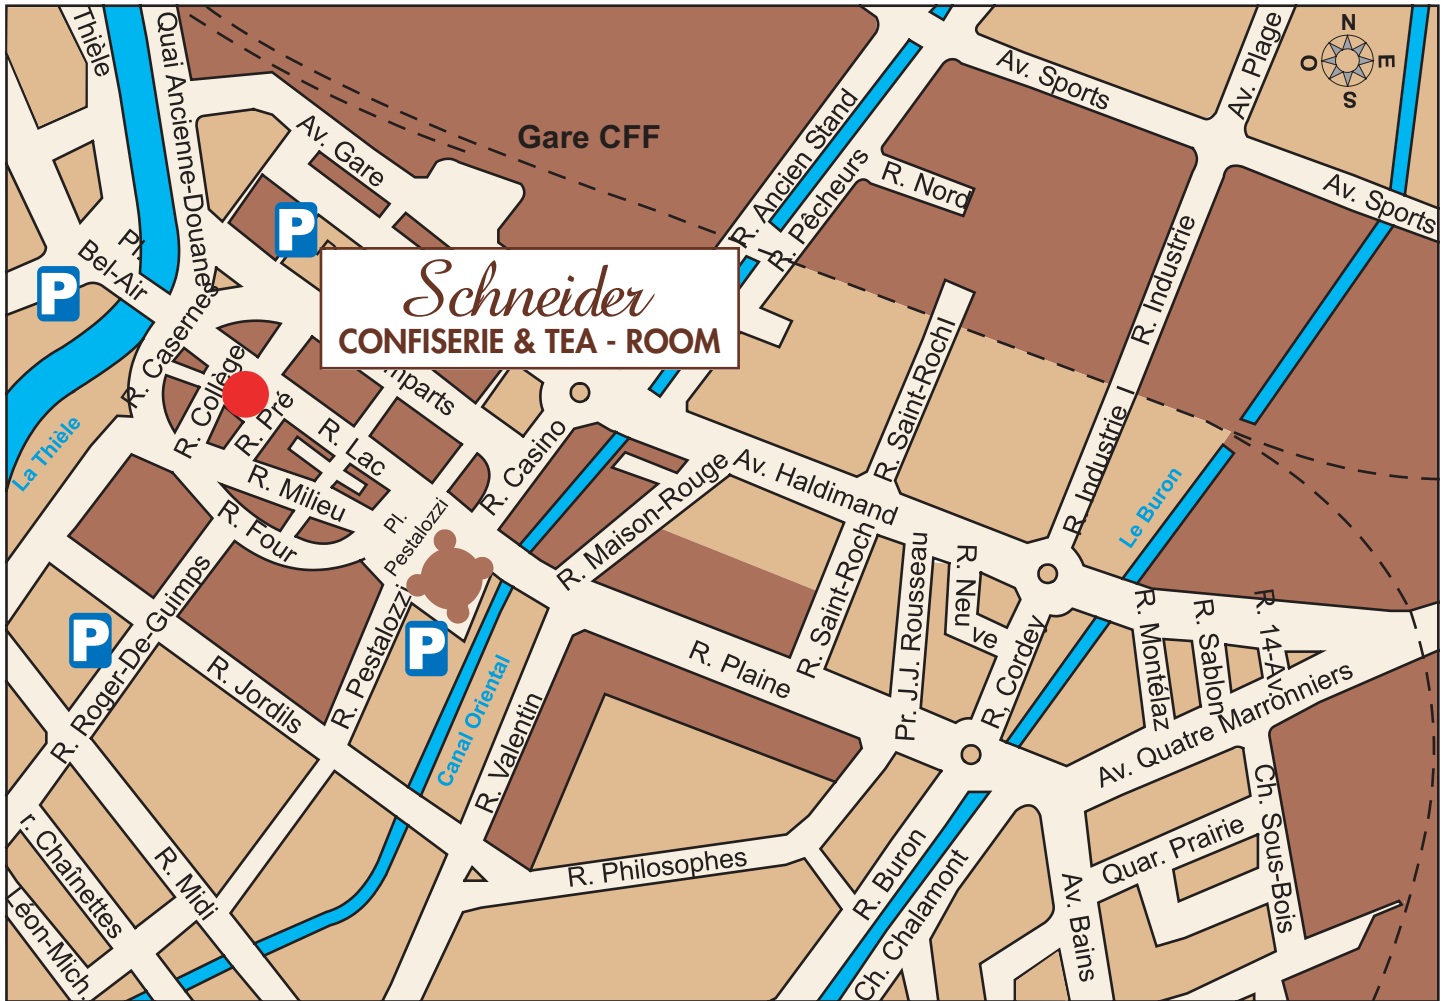 Thièle
Quai Ancienne-Douane
Av. Gare
Gare CFF
R. Ancien Stand
R. Pêcheurs
R. Nord
Av. Sports
Av. Plage
N
E
S
O
Av. Sports
P
P
Pl.
Bel-Air
R. Casernes
Schneider
CONFISERIE & TEA - ROOM
mparts
R. Collège
R. Pré
R. Lac
R. Milieu
R. Four
La Thièle
R. Casino
Pl.
Pestalozzi
R. Maison-Rouge
Av. Haldimand
R. Saint-Roch
R. Industrie
R. Industrie
Le Buron
R. Saint-Roch
Pr. J.J. Rousseau
R. Neu
ve
R, Cordey
R. Montélaz
R. Sablon
R. 14-Av.
Av. Quatre Marronniers
P
P
R. Roger-De-Guimps
R. Jordils
R. Pestalozzi
Canal Oriental
R. Valentin
R. Plaine
R. Philosophes
R. Buron
Ch. Chalamont
Av. Bains
Quar. Prairie
Ch. Sous-Bois
R. Midi
r. Chaînettes
Léon-Mich.